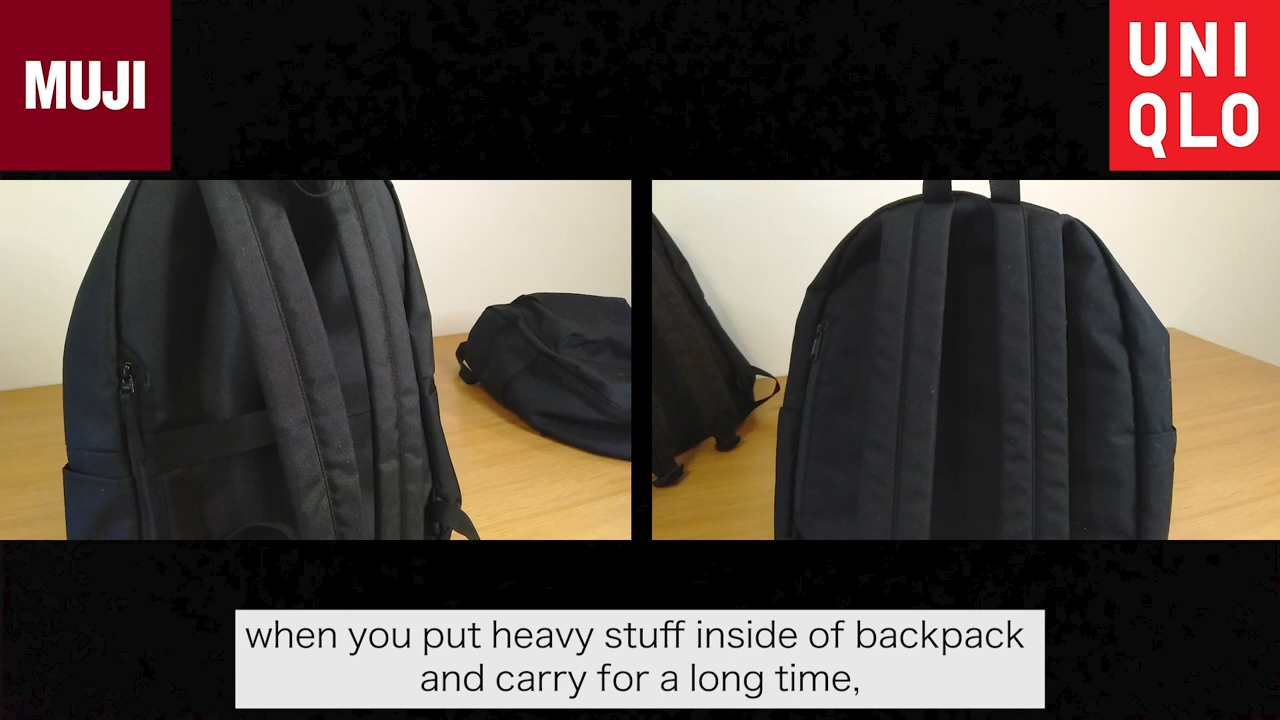 MUJI
UNI
QLO
when you put heavy stuff inside of backpack
and carry for a long time,